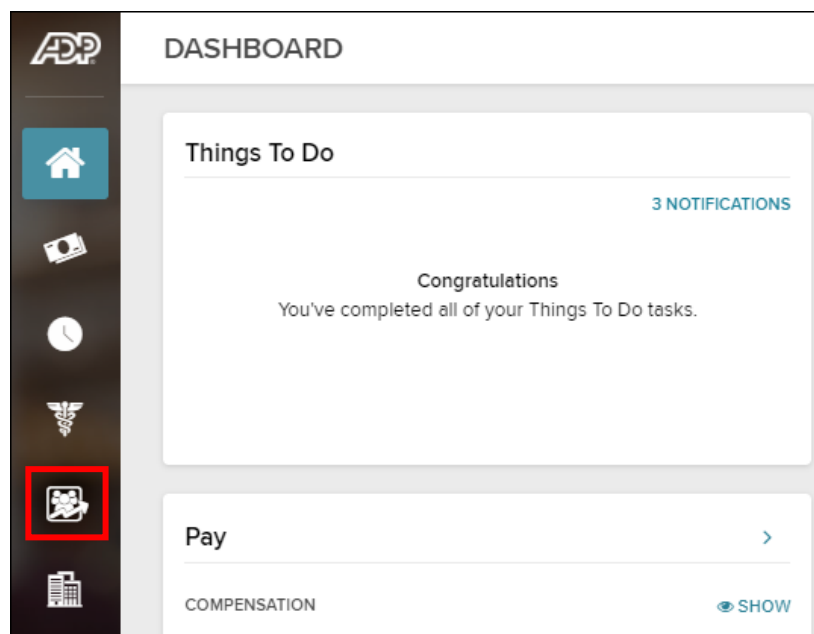 ADP
DASHBOARD
Things To Do
3 NOTIFICATIONS
Congratulations
You've completed all of your Things To Do tasks.
Pay
COMPENSATION
SHOW